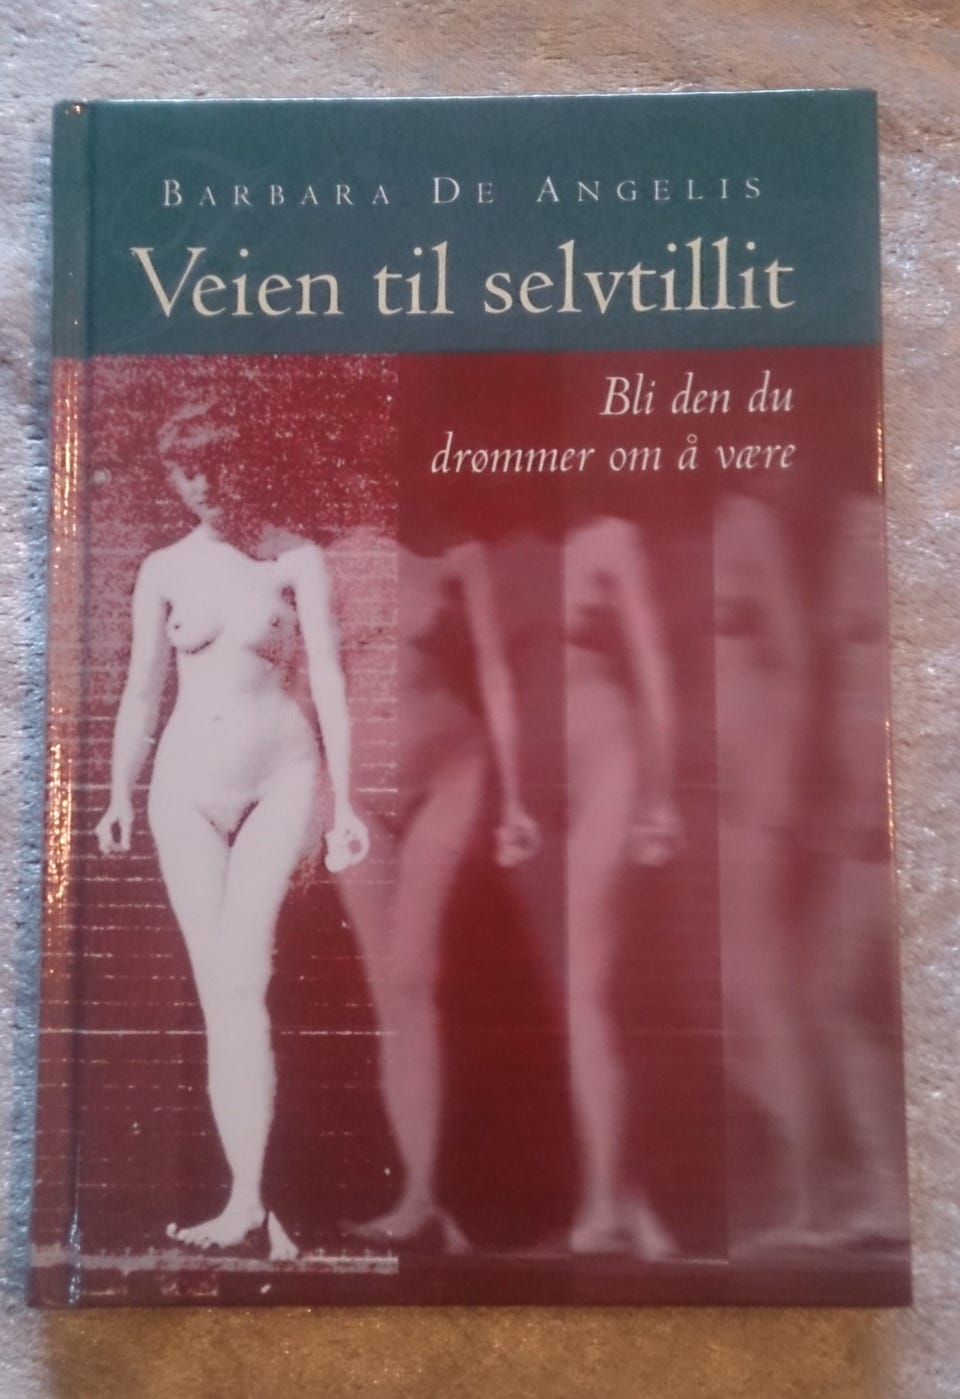 BARBARA DE ANGELIS
Veien til selvtillit
Bli den du
drømmer om å være